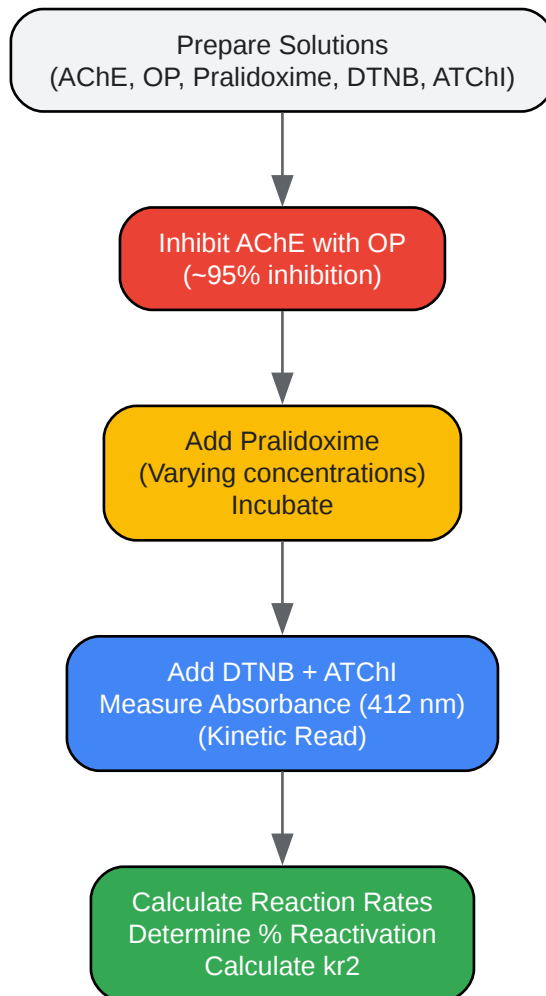 Prepare Solutions
(AChE, OP, Pralidoxime, DTNB, ATChI)
Inhibit AChE with OP
(~95% inhibition)
Add Pralidoxime
(Varying concentrations)
Incubate
Add DTNB + ATChI
Measure Absorbance (412 nm)
(Kinetic Read)
Calculate Reaction Rates
Determine % Reactivation
Calculate kr2